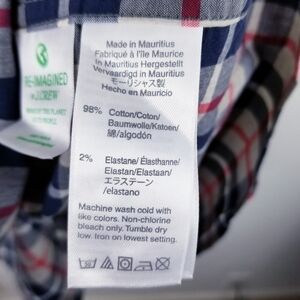 Made in Mauritius
Fabriqué à l'île Maurice
In Mauritius Hergestellt
Vervaardigd in Mauritius
モーリシャス製
Hecho en Mauricio
RE-IMAGINED
J.CREW
98% Cotton/Coton/
Baumwolle/Katoen/
綿/algodón
2% Elastane/Élasthanne/
Elastan/Elastaan/
エラステーン
/elastano
Machine wash cold with
like colors. Non-chlorine
bleach only. Tumble dry
low. Iron on lowest setting.